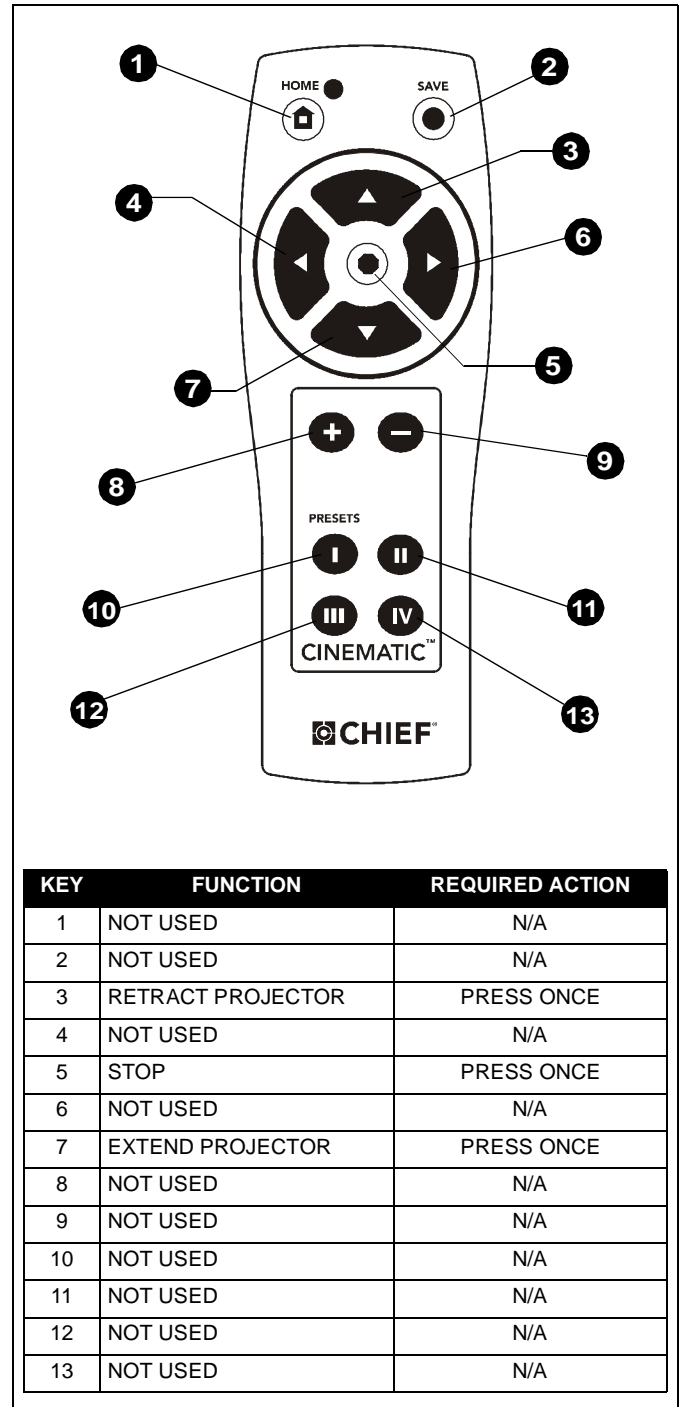 1
2
HOME
SAVE
3
4
6
5
7
8
9
PRESETS
I
II
10
11
III
IV
CINEMATIC™
12
13
CHIEF®
KEY FUNCTION REQUIRED ACTION
1 NOT USED N/A
2 NOT USED N/A
3 RETRACT PROJECTOR PRESS ONCE
4 NOT USED N/A
5 STOP PRESS ONCE
6 NOT USED N/A
7 EXTEND PROJECTOR PRESS ONCE
8 NOT USED N/A
9 NOT USED N/A
10 NOT USED N/A
11 NOT USED N/A
12 NOT USED N/A
13 NOT USED N/A